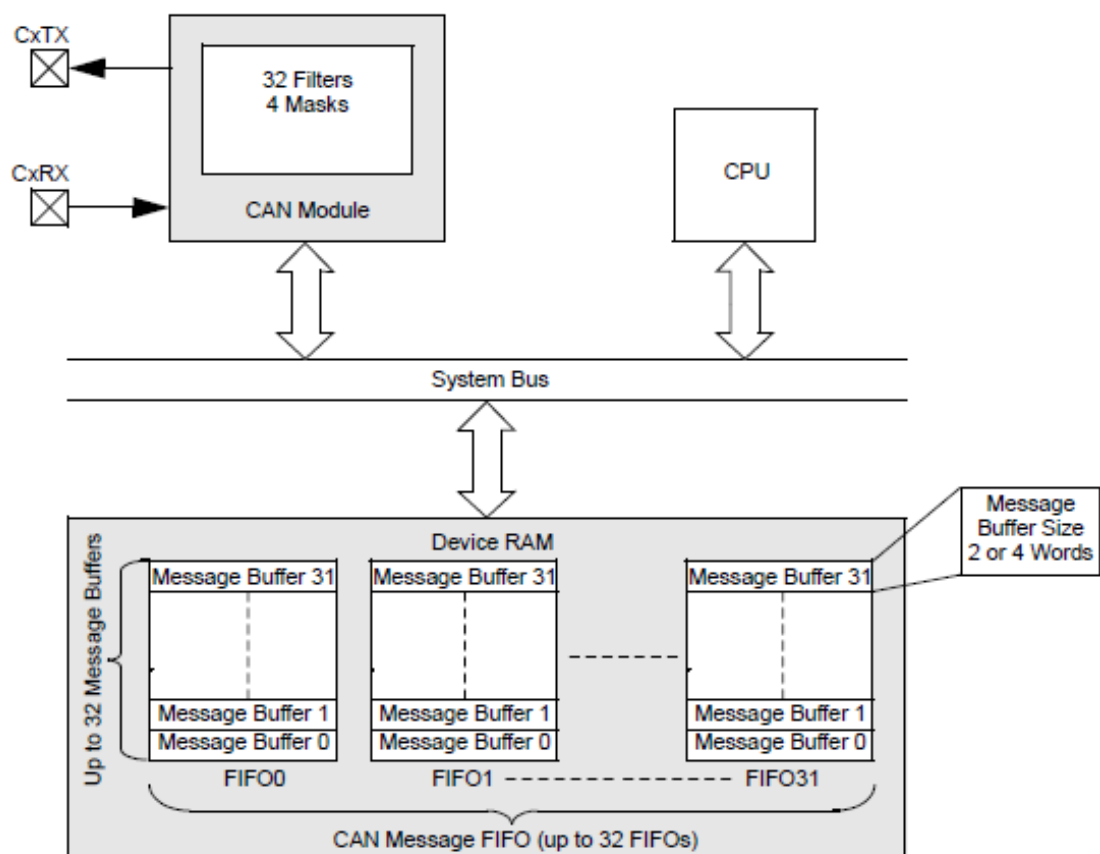 CxTX
32 Filters
4 Masks
CxRX
CAN Module
CPU
System Bus
Device RAM
Message
Buffer Size
2 or 4 Words
Up to 32 Message Buffers
Message Buffer 31
Message Buffer 31
Message Buffer 31
Message Buffer 1
Message Buffer 1
Message Buffer 1
Message Buffer 0
Message Buffer 0
Message Buffer 0
FIFO0
FIFO1
FIFO31
CAN Message FIFO (up to 32 FIFOs)